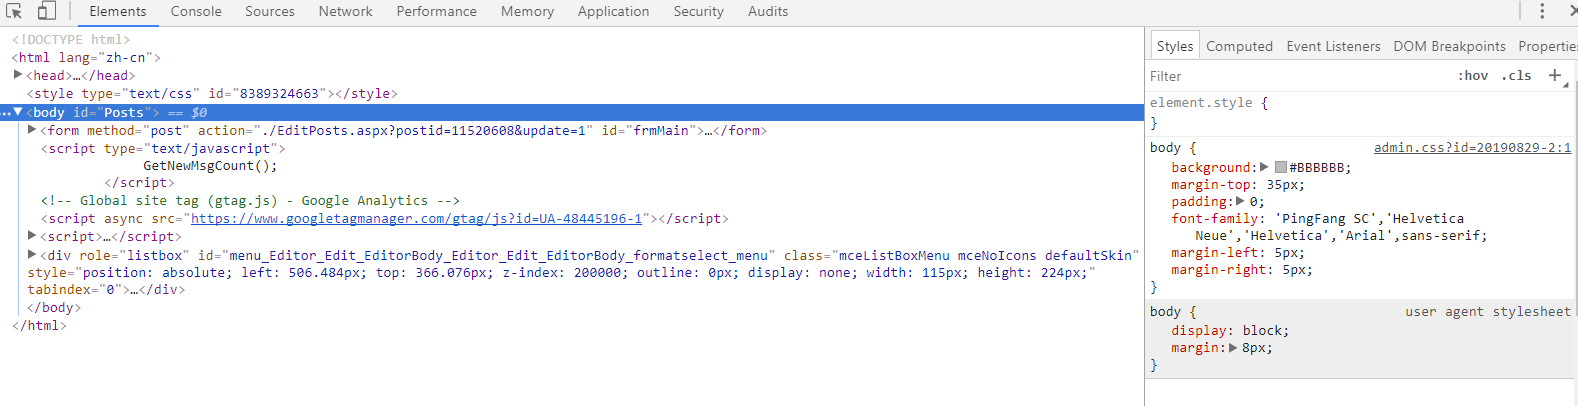 Elements Console Sources Network Performance Memory Application Security Audits
<!DOCTYPE html>
<html lang="zh-cn">
<head>…</head>
<style type="text/css" id="8389324663"></style>
<body id="Posts"> == $0
<form method="post" action="./EditPosts.aspx?postid=11520608&update=1" id="frmMain">…</form>
<script type="text/javascript">
GetNewMsgCount();
</script>
<!-- Global site tag (gtag.js) - Google Analytics -->
<script async src="https://www.googletagmanager.com/gtag/js?id=UA-48445196-1"></script>
<script>…</script>
<div role="listbox" id="menu_Editor_Edit_EditorBody_Editor_Edit_EditorBody_formatselect_menu" class="mceListBoxMenu mceNoIcons defaultSkin"
style="position: absolute; left: 506.484px; top: 366.076px; z-index: 200000; outline: 0px; display: none; width: 115px; height: 224px;"
tabindex="0">…</div>
</body>
</html>
Styles Computed Event Listeners DOM Breakpoints Propertie
Filter :hov .cls +
element.style {
}
body { admin.css?id=20190829-2:1
background: #BBBBBB;
margin-top: 35px;
padding: 0;
font-family: 'PingFang SC','Helvetica
Neue','Helvetica','Arial',sans-serif;
margin-left: 5px;
margin-right: 5px;
}
body { user agent stylesheet
display: block;
margin: 8px;
}